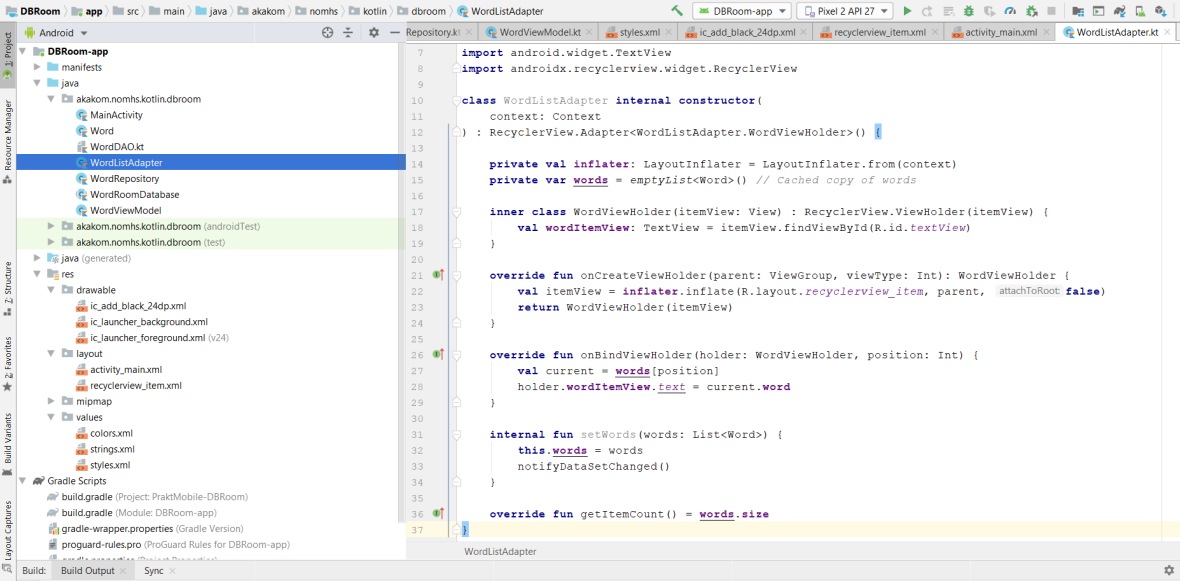 DBRoom app src main java akakom nomhs kotlin dbroom WordListAdapter DBRoom-app Pixel 2 API 27
Android
Repository.kt WordViewModel.kt styles.xml ic_add_black_24dp.xml recyclerview_item.xml activity_main.xml WordListAdapter.kt
1: Project
Resource Manager
Z: Structure
2: Favorites
Build Variants
Layout Captures
DBRoom-app
manifests
java
akakom.nomhs.kotlin.dbroom
MainActivity
Word
WordDAO.kt
WordListAdapter
WordRepository
WordRoomDatabase
WordViewModel
akakom.nomhs.kotlin.dbroom (androidTest)
akakom.nomhs.kotlin.dbroom (test)
java (generated)
res
drawable
ic_add_black_24dp.xml
ic_launcher_background.xml
ic_launcher_foreground.xml (v24)
layout
activity_main.xml
recyclerview_item.xml
mipmap
values
colors.xml
strings.xml
styles.xml
Gradle Scripts
build.gradle (Project: PraktMobile-DBRoom)
build.gradle (Module: DBRoom-app)
gradle-wrapper.properties (Gradle Version)
proguard-rules.pro (ProGuard Rules for DBRoom-app)
gradle.properties (Project Properties)
7 import android.widget.TextView
8 import androidx.recyclerview.widget.RecyclerView
9
10 class WordListAdapter internal constructor(
11 context: Context
12 ) : RecyclerView.Adapter<WordListAdapter.WordViewHolder>() {
13
14 private val inflater: LayoutInflater = LayoutInflater.from(context)
15 private var words = emptyList<Word>() // Cached copy of words
16
17 inner class WordViewHolder(itemView: View) : RecyclerView.ViewHolder(itemView) {
18 val wordItemView: TextView = itemView.findViewById(R.id.textView)
19 }
20
21 override fun onCreateViewHolder(parent: ViewGroup, viewType: Int): WordViewHolder {
22 val itemView = inflater.inflate(R.layout.recyclerview_item, parent, attachToRoot: false)
23 return WordViewHolder(itemView)
24 }
25
26 override fun onBindViewHolder(holder: WordViewHolder, position: Int) {
27 val current = words[position]
28 holder.wordItemView.text = current.word
29 }
30
31 internal fun setWords(words: List<Word>) {
32 this.words = words
33 notifyDataSetChanged()
34 }
35
36 override fun getItemCount() = words.size
37 }
WordListAdapter
Build: Build Output Sync